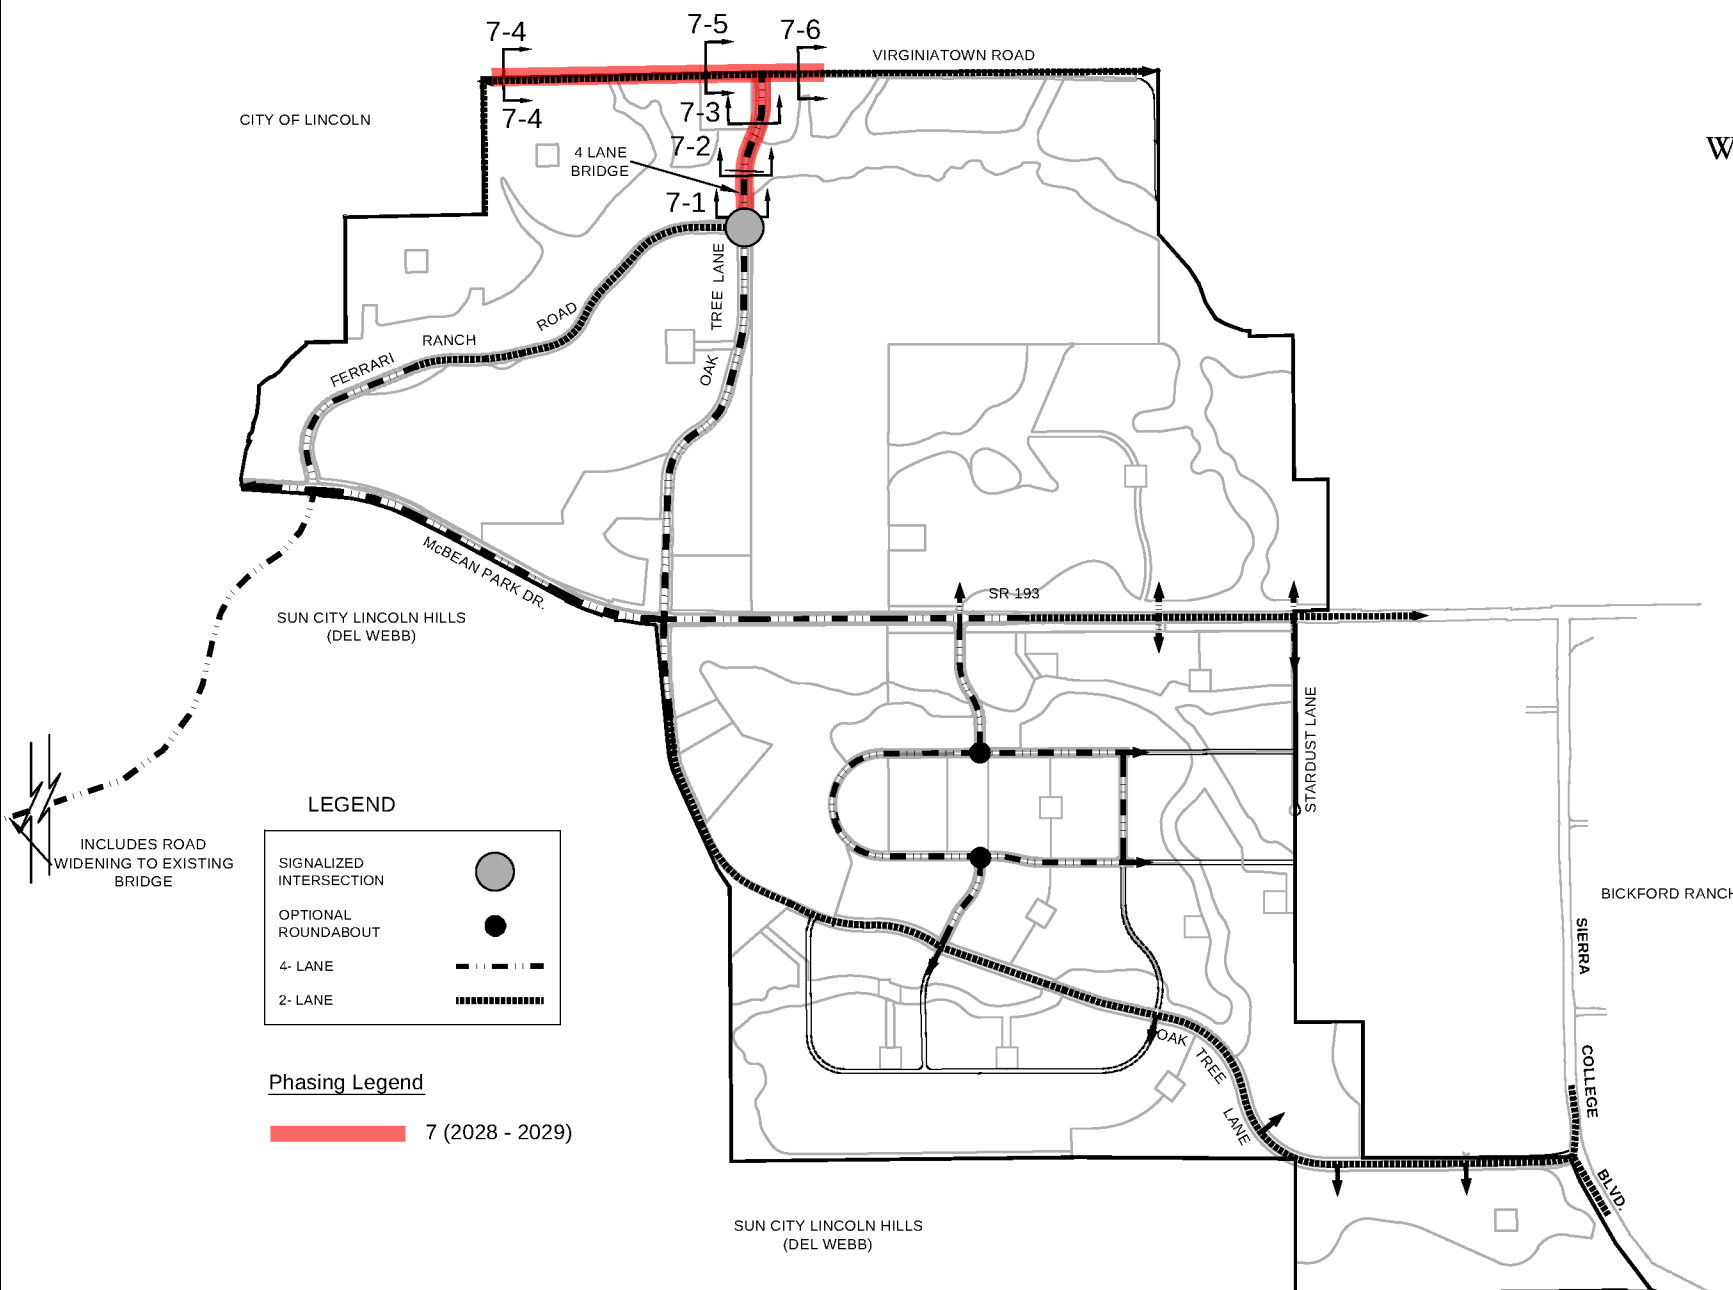 7-4
7-5
7-6
VIRGINIATOWN ROAD
7-4
7-3
CITY OF LINCOLN
7-2
4 LANE
BRIDGE
7-1
W
TREE LANE
OAK
FERRARI
RANCH
ROAD
McBEAN PARK DR.
SR 193
SUN CITY LINCOLN HILLS
(DEL WEBB)
STARDUST LANE
INCLUDES ROAD
WIDENING TO EXISTING
BRIDGE
LEGEND
SIGNALIZED
INTERSECTION
OPTIONAL
ROUNDABOUT
4- LANE
2- LANE
BICKFORD RANCH
SIERRA
COLLEGE
BLVD.
OAK
TREE
LANE
Phasing Legend
7 (2028 - 2029)
SUN CITY LINCOLN HILLS
(DEL WEBB)